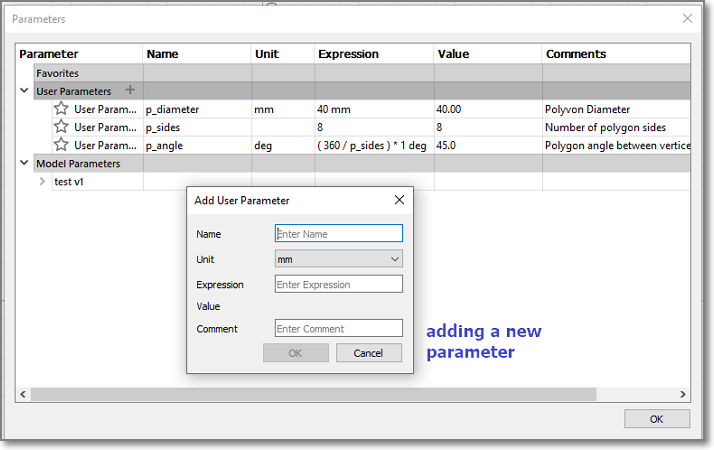 Parameters
Parameter Name Unit Expression Value Comments
Favorites
User Parameters +
User Param... p_diameter mm 40 mm 40.00 Polyvon Diameter
User Param... p_sides 8 8 Number of polygon sides
User Param... p_angle deg ( 360 / p_sides ) * 1 deg 45.0 Polygon angle between vertice
Model Parameters
test v1
Add User Parameter
Name Enter Name
Unit mm
Expression Enter Expression
Value
Comment Enter Comment
OK Cancel
adding a new
parameter
OK